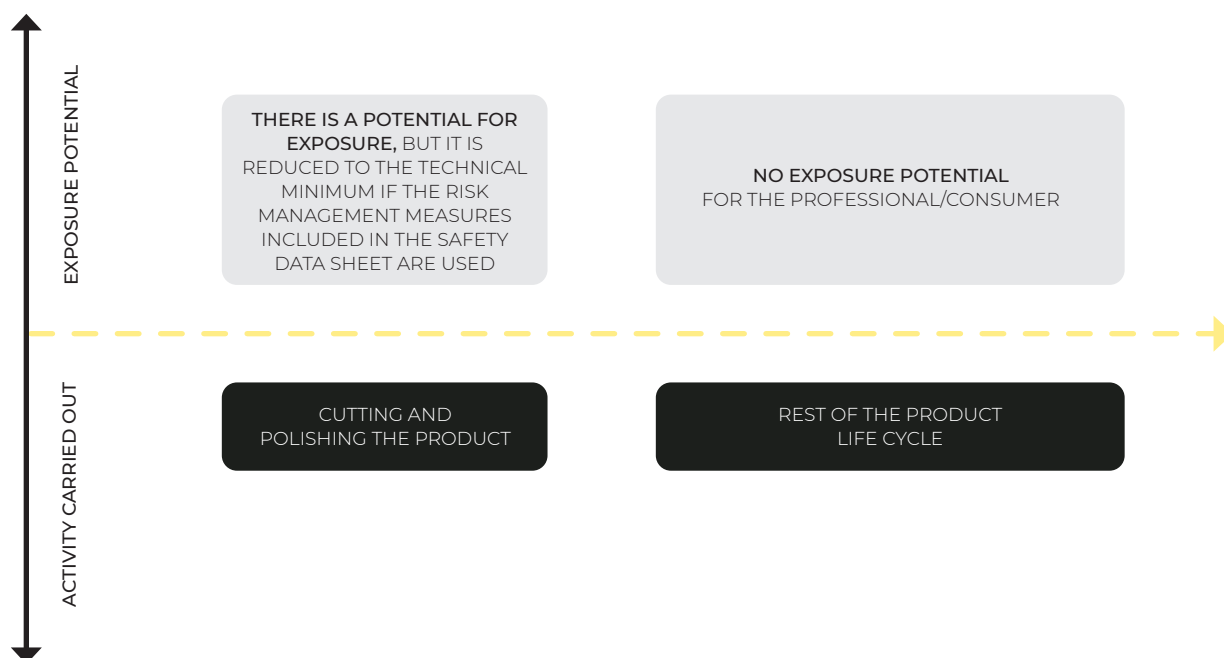 EXPOSURE POTENTIAL
THERE IS A POTENTIAL FOR
EXPOSURE, BUT IT IS
REDUCED TO THE TECHNICAL
MINIMUM IF THE RISK
MANAGEMENT MEASURES
INCLUDED IN THE SAFETY
DATA SHEET ARE USED
NO EXPOSURE POTENTIAL
FOR THE PROFESSIONAL/CONSUMER
ACTIVITY CARRIED OUT
CUTTING AND
POLISHING THE PRODUCT
REST OF THE PRODUCT
LIFE CYCLE